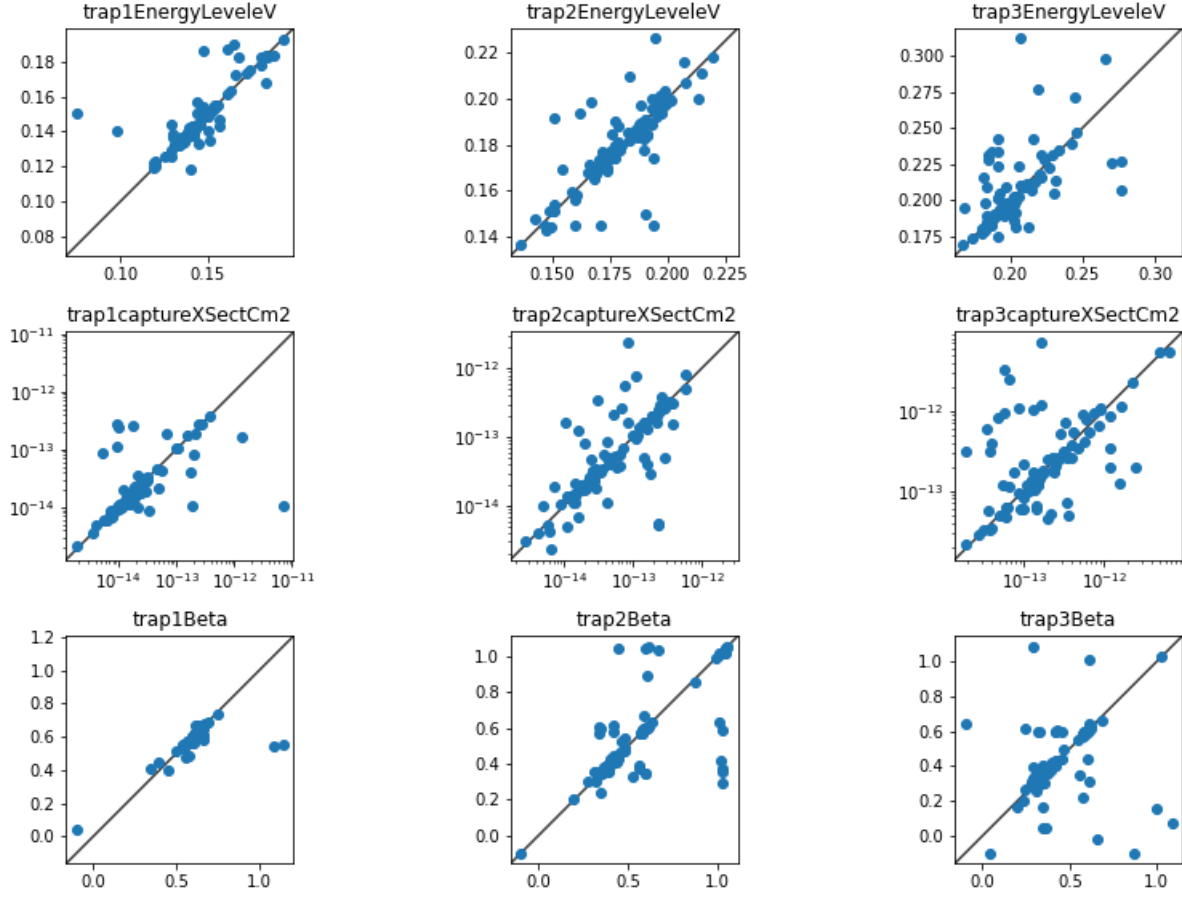 trap1EnergyLeveleV trap2EnergyLeveleV trap3EnergyLeveleV
0.18 0.16 0.14 0.12 0.10 0.08
0.10 0.15
0.22 0.20 0.18 0.16 0.14
0.150 0.175 0.200 0.225
0.300 0.275 0.250 0.225 0.200 0.175
0.20 0.25 0.30
trap1captureXSectCm2 trap2captureXSectCm2 trap3captureXSectCm2
10⁻¹¹ 10⁻¹² 10⁻¹³ 10⁻¹⁴
10⁻¹⁴ 10⁻¹³ 10⁻¹² 10⁻¹¹
10⁻¹² 10⁻¹³ 10⁻¹⁴
10⁻¹⁴ 10⁻¹³ 10⁻¹²
10⁻¹² 10⁻¹³
10⁻¹³ 10⁻¹²
trap1Beta trap2Beta trap3Beta
1.2 1.0 0.8 0.6 0.4 0.2 0.0
0.0 0.5 1.0
1.0 0.8 0.6 0.4 0.2 0.0
0.0 0.5 1.0
1.0 0.8 0.6 0.4 0.2 0.0
0.0 0.5 1.0